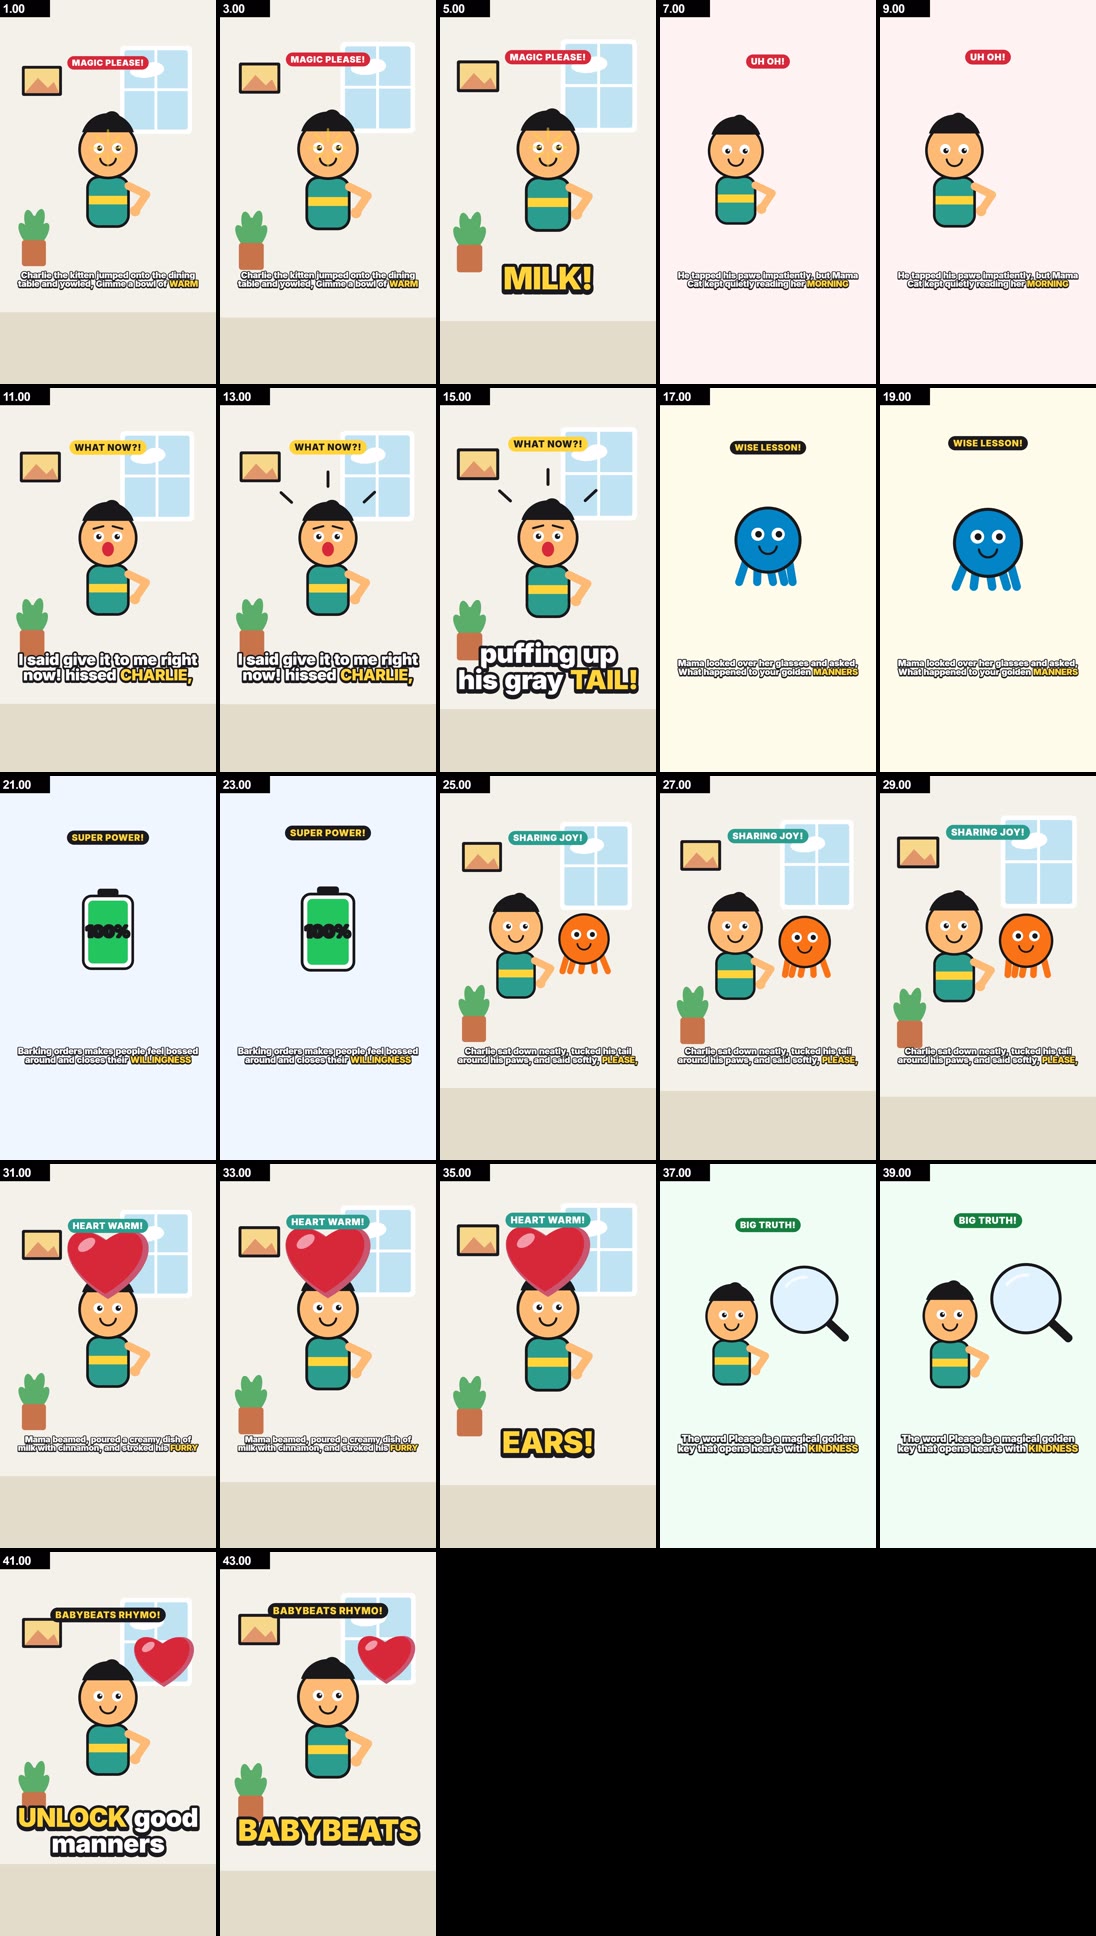 1.00
MAGIC PLEASE!
Charlie the kitten jumped onto the dining
table and yowled, Gimme a bowl of WARM
3.00
MAGIC PLEASE!
Charlie the kitten jumped onto the dining
table and yowled, Gimme a bowl of WARM
5.00
MAGIC PLEASE!
MILK!
7.00
UH OH!
He tapped his paws impatiently, but Mama
Cat kept quietly reading her MORNING
9.00
UH OH!
He tapped his paws impatiently, but Mama
Cat kept quietly reading her MORNING
11.00
WHAT NOW?!
I said give it to me right
now! hissed CHARLIE,
13.00
WHAT NOW?!
I said give it to me right
now! hissed CHARLIE,
15.00
WHAT NOW?!
puffing up
his gray TAIL!
17.00
WISE LESSON!
Mama looked over her glasses and asked,
What happened to your golden MANNERS
19.00
WISE LESSON!
Mama looked over her glasses and asked,
What happened to your golden MANNERS
21.00
SUPER POWER!
100%
Barking orders makes people feel bossed
around and closes their WILLINGNESS
23.00
SUPER POWER!
100%
Barking orders makes people feel bossed
around and closes their WILLINGNESS
25.00
SHARING JOY!
Charlie sat down neatly, tucked his tail
around his paws, and said softly, PLEASE,
27.00
SHARING JOY!
Charlie sat down neatly, tucked his tail
around his paws, and said softly, PLEASE,
29.00
SHARING JOY!
Charlie sat down neatly, tucked his tail
around his paws, and said softly, PLEASE,
31.00
HEART WARM!
Mama beamed, poured a creamy dish of
milk with cinnamon, and stroked his FURRY
33.00
HEART WARM!
Mama beamed, poured a creamy dish of
milk with cinnamon, and stroked his FURRY
35.00
HEART WARM!
EARS!
37.00
BIG TRUTH!
The word Please is a magical golden
key that opens hearts with KINDNESS
39.00
BIG TRUTH!
The word Please is a magical golden
key that opens hearts with KINDNESS
41.00
BABYBEATS RHYMO!
UNLOCK good
manners
43.00
BABYBEATS RHYMO!
BABYBEATS